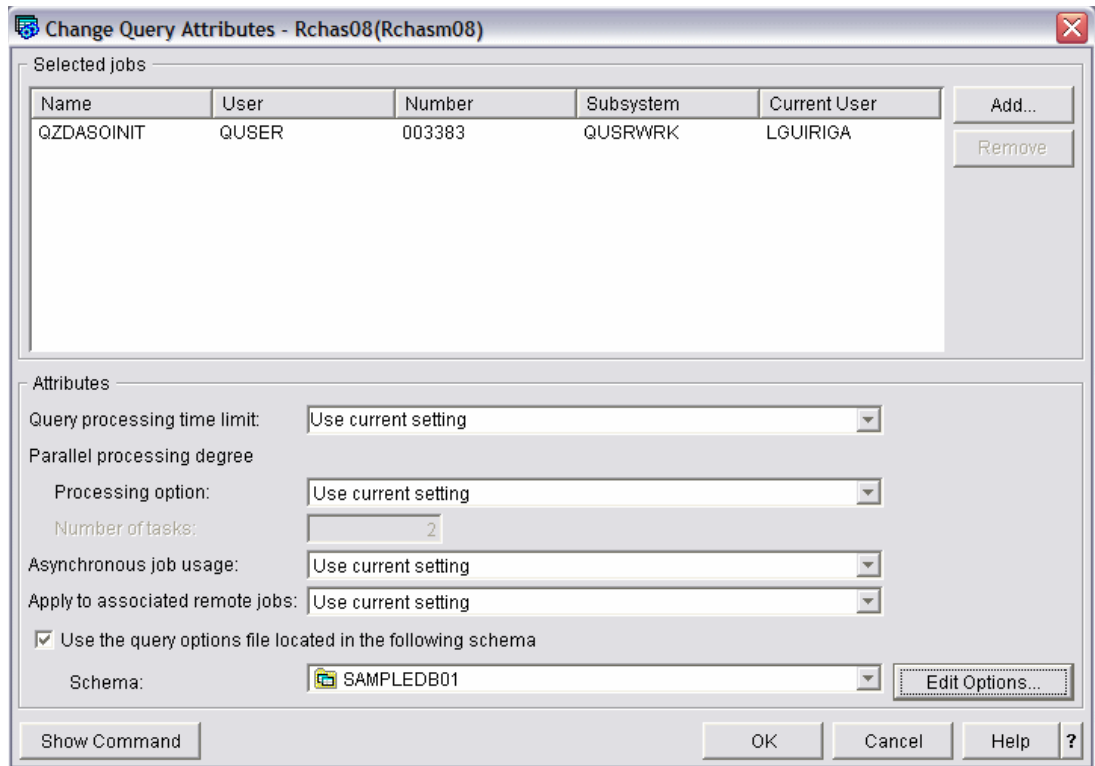 Change Query Attributes - Rchas08(Rchasm08)
Selected jobs
Name User Number Subsystem Current User Add...
QZDASOINIT QUSER 003383 QUSRWRK LGUIRIGA Remove
Attributes
Query processing time limit: Use current setting
Parallel processing degree
Processing option: Use current setting
Number of tasks: 2
Asynchronous job usage: Use current setting
Apply to associated remote jobs: Use current setting
Use the query options file located in the following schema
Schema: SAMPLEDB01 Edit Options...
Show Command OK Cancel Help ?